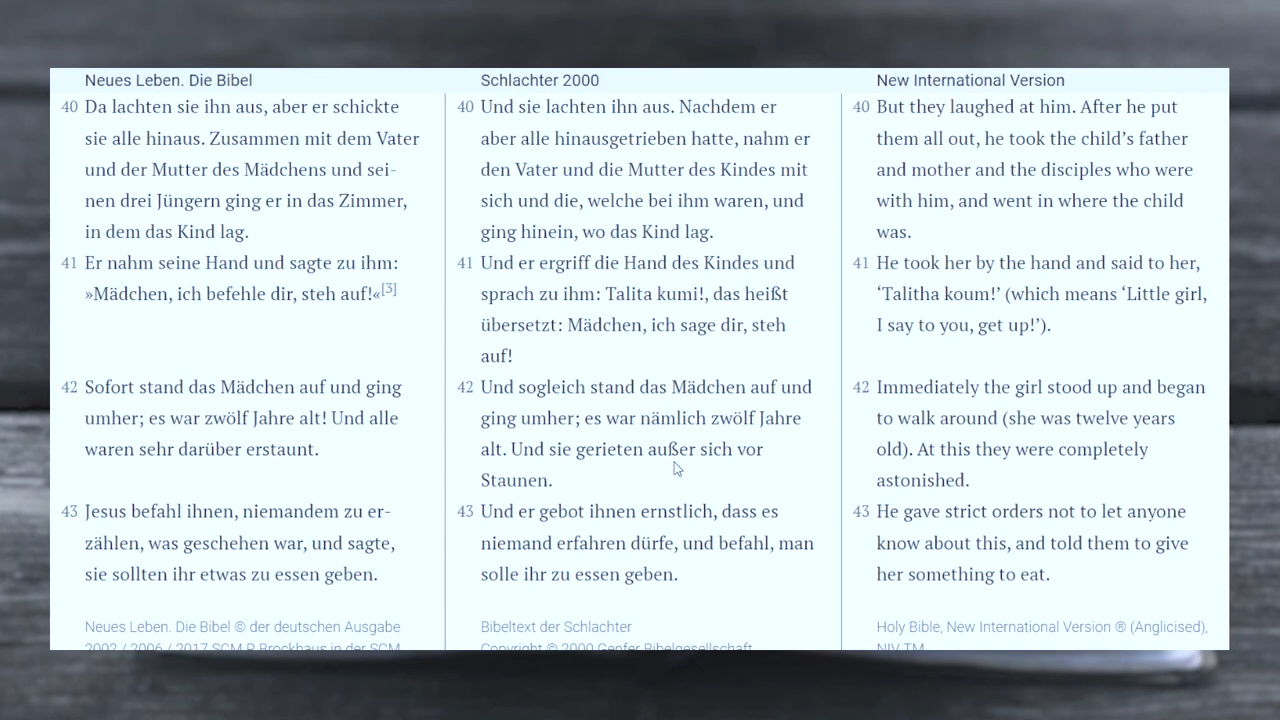 Neues Leben. Die Bibel
40 Da lachten sie ihn aus, aber er schickte
sie alle hinaus. Zusammen mit dem Vater
und der Mutter des Mädchens und sei-
nen drei Jüngern ging er in das Zimmer,
in dem das Kind lag.
41 Er nahm seine Hand und sagte zu ihm:
»Mädchen, ich befehle dir, steh auf!«[3]
42 Sofort stand das Mädchen auf und ging
umher; es war zwölf Jahre alt! Und alle
waren sehr darüber erstaunt.
43 Jesus befahl ihnen, niemandem zu er-
zählen, was geschehen war, und sagte,
sie sollten ihr etwas zu essen geben.
Neues Leben. Die Bibel © der deutschen Ausgabe
2002 / 2006 / 2017 SCM R.Brockhaus in der SCM
Schlachter 2000
40 Und sie lachten ihn aus. Nachdem er
aber alle hinausgetrieben hatte, nahm er
den Vater und die Mutter des Kindes mit
sich und die, welche bei ihm waren, und
ging hinein, wo das Kind lag.
41 Und er ergriff die Hand des Kindes und
sprach zu ihm: Talita kumi!, das heißt
übersetzt: Mädchen, ich sage dir, steh
auf!
42 Und sogleich stand das Mädchen auf und
ging umher; es war nämlich zwölf Jahre
alt. Und sie gerieten außer sich vor
Staunen.
43 Und er gebot ihnen ernstlich, dass es
niemand erfahren dürfe, und befahl, man
solle ihr zu essen geben.
Bibeltext der Schlachter
Copyright © 2000 Genfer Bibelgesellschaft
New International Version
40 But they laughed at him. After he put
them all out, he took the child’s father
and mother and the disciples who were
with him, and went in where the child
was.
41 He took her by the hand and said to her,
‘Talitha koum!’ (which means ‘Little girl,
I say to you, get up!’).
42 Immediately the girl stood up and began
to walk around (she was twelve years
old). At this they were completely
astonished.
43 He gave strict orders not to let anyone
know about this, and told them to give
her something to eat.
Holy Bible, New International Version ® (Anglicised),
NIV TM